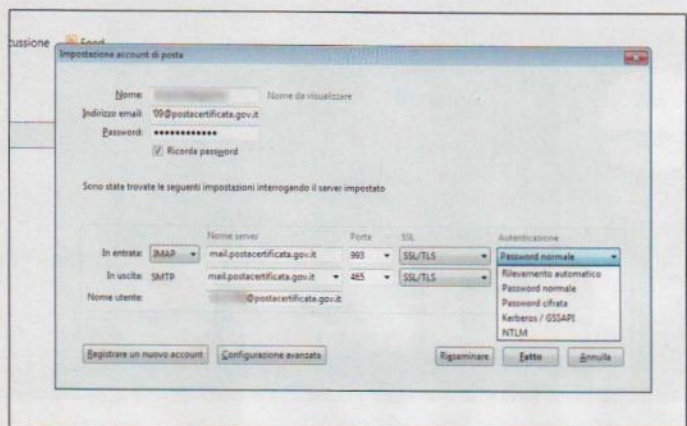 cussione Feed
Impostazione account di posta
Nome: Nome da visualizzare
Indirizzo email: '09@postacertificata.gov.it
Password: ••••••••••••
Ricorda password
Sono state trovate le seguenti impostazioni interrogando il server impostato
Nome server Porta SSL Autenticazione
In entrata: IMAP mail.postacertificata.gov.it 993 SSL/TLS Password normale
In uscita: SMTP mail.postacertificata.gov.it 465 SSL/TLS
Rilevamento automatico
Password normale
Nome utente: @postacertificata.gov.it
Password cifrata
Kerberos / GSSAPI
NTLM
Registrare un nuovo account Configurazione avanzata Riesaminare Fatto Annulla